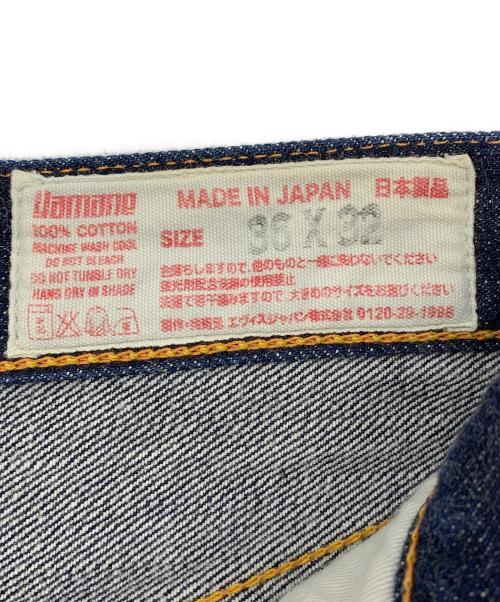 Yamane
MADE IN JAPAN 日本製品
100% COTTON
MACHINE WASH COOL
DO NOT BLEACH
DO NOT TUMBLE DRY
HANG DRY IN SHADE
SIZE 36 X 32
色落ちしますので、他のものと一緒に洗わないでください
蛍光剤配合洗剤の使用禁止
洗濯で若干縮みますので、大きめのサイズをお選びください
製作・発売元 エヴィスジャパン㈱ 0120-29-1988